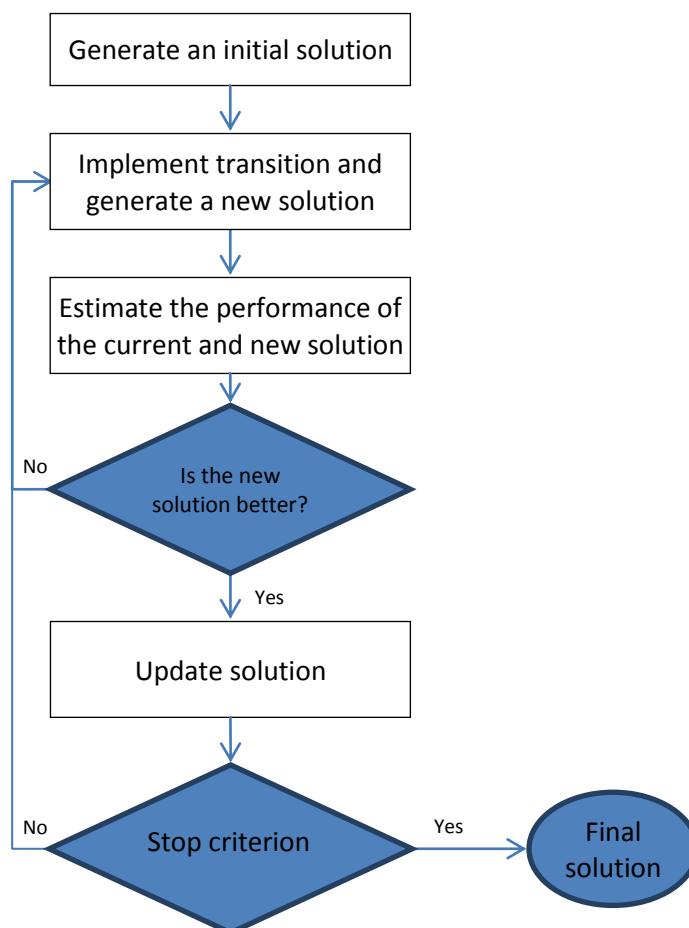 Generate an initial solution
Implement transition and
generate a new solution
Estimate the performance of
the current and new solution
No
Is the new
solution better?
Yes
Update solution
No
Stop criterion
Yes
Final
solution